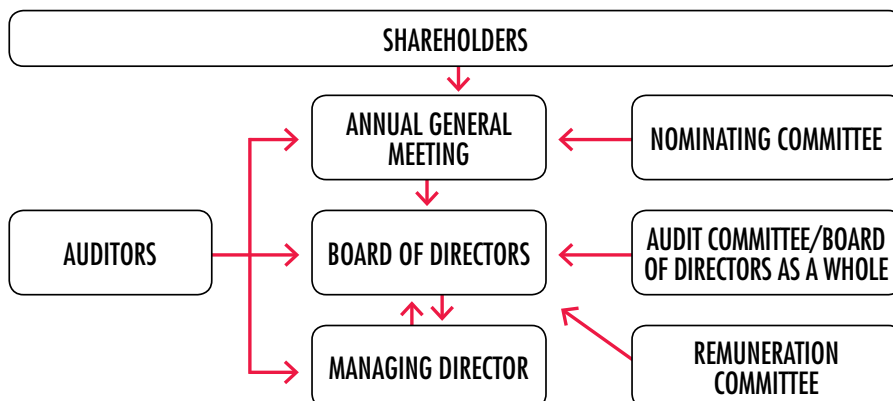 SHAREHOLDERS
ANNUAL GENERAL
MEETING
NOMINATING COMMITTEE
AUDITORS
BOARD OF DIRECTORS
AUDIT COMMITTEE/BOARD
OF DIRECTORS AS A WHOLE
MANAGING DIRECTOR
REMUNERATION
COMMITTEE